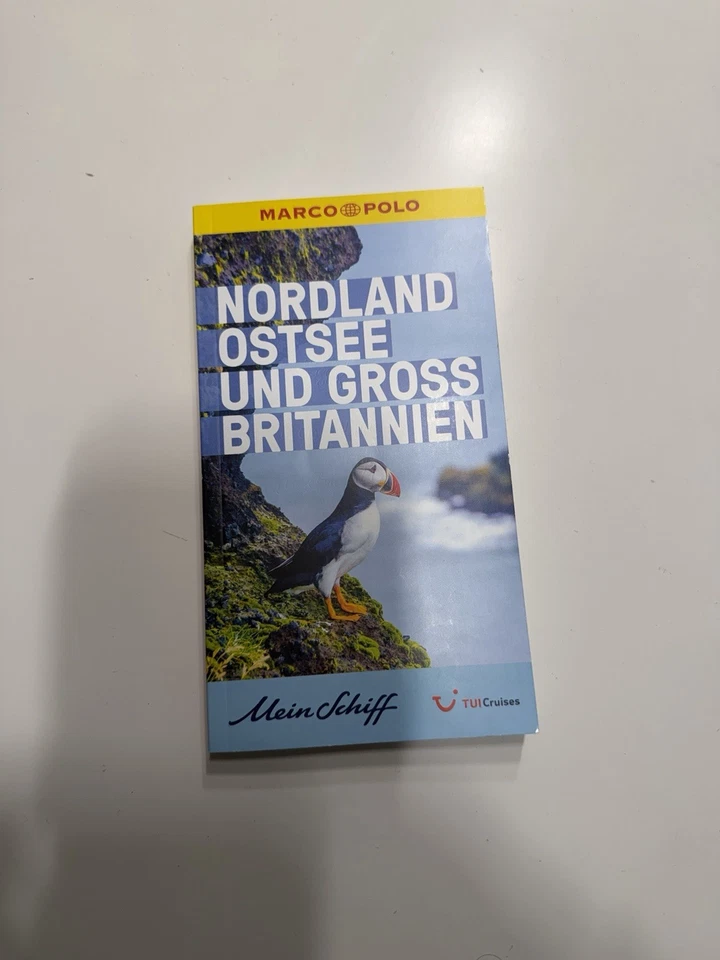 MARCO POLO
NORDLAND
OSTSEE
UND GROSS
BRITANNIEN
Mein Schiff
TUI Cruises